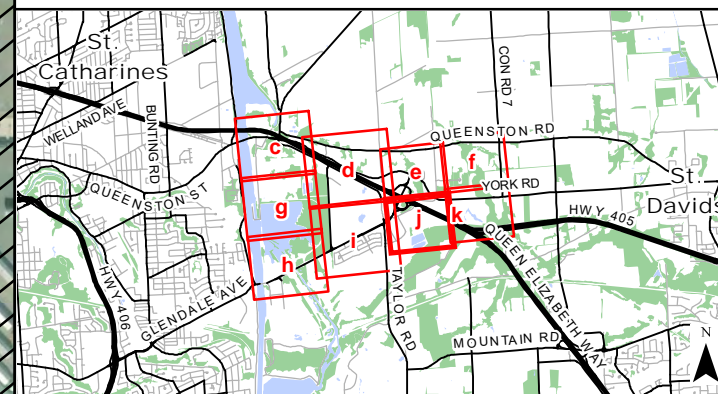 St.
Catharines
WELLAND AVE
BUNTING RD
QUEENSTON ST
HWY 406
GLENDALE AVE
CON RD 7
QUEENSTON RD
YORK RD
St.
Davids
HWY 405
QUEEN ELIZABETH WAY
TAYLOR RD
MOUNTAIN RD
c
d
e
f
g
h
i
j
k
N